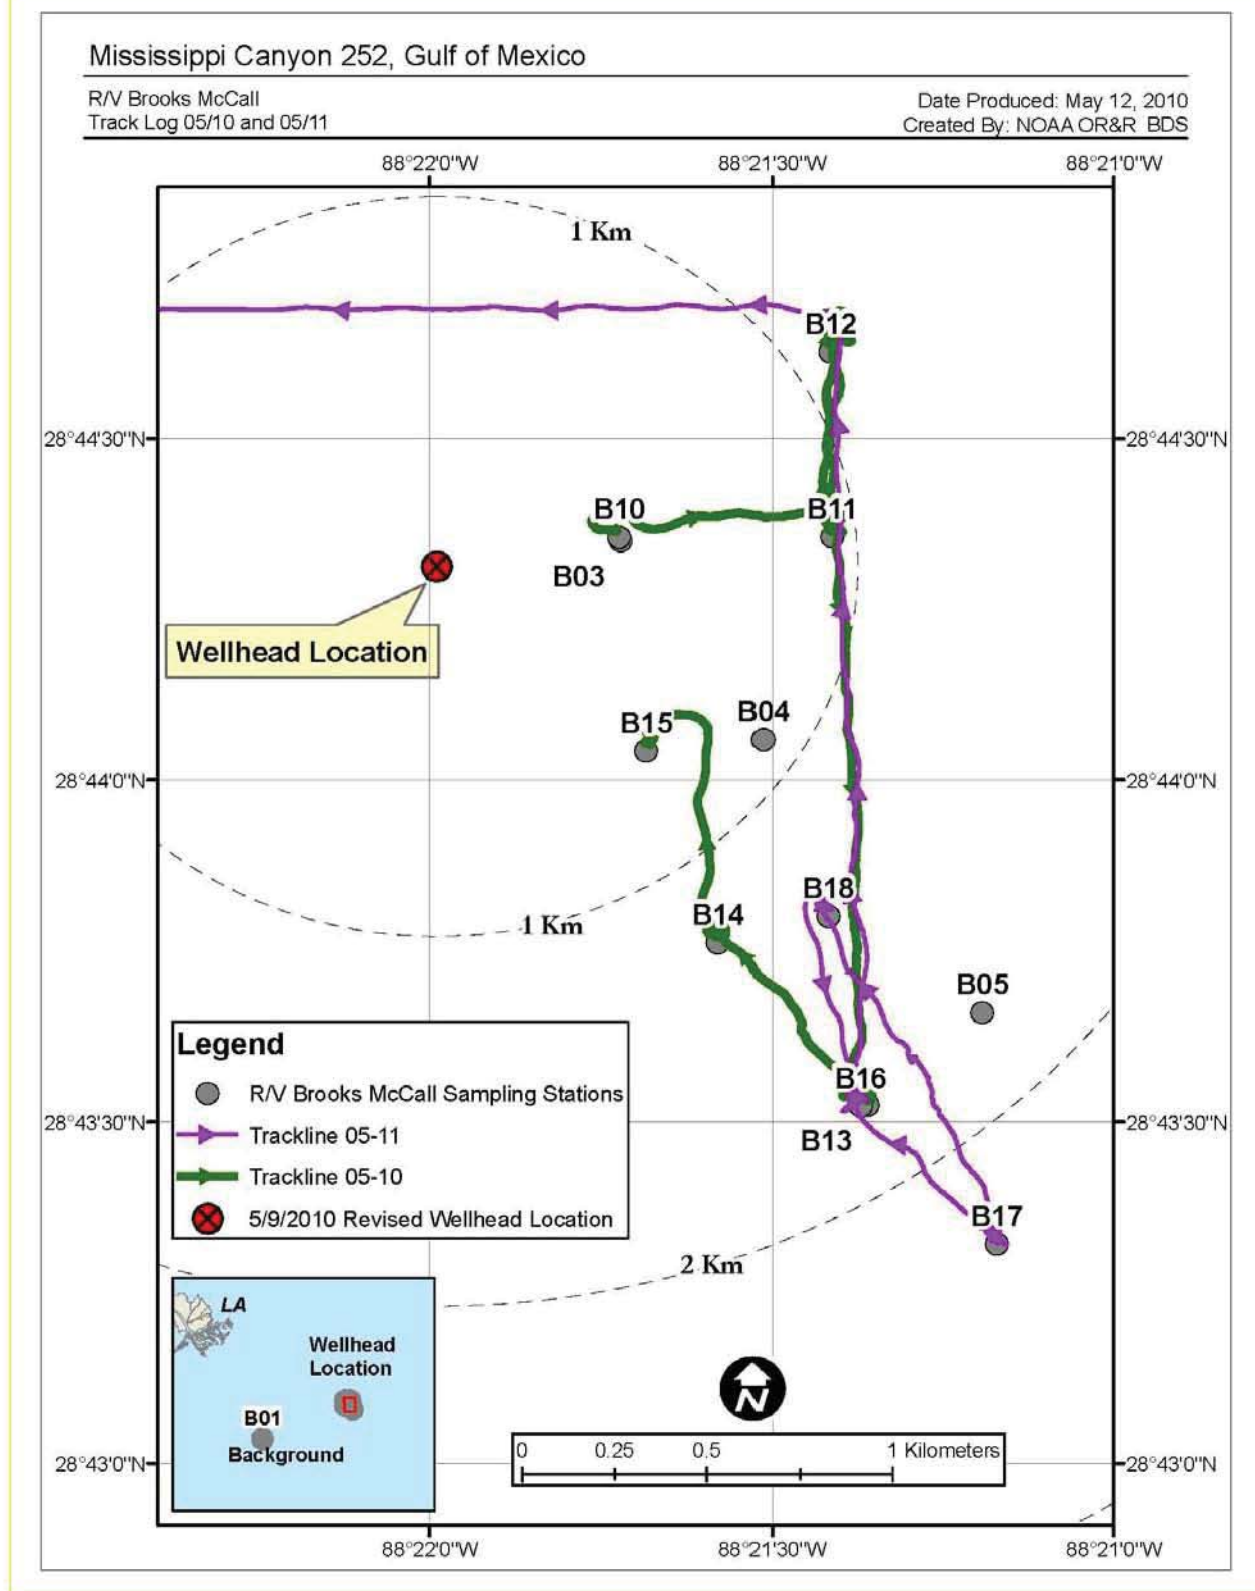 Mississippi Canyon 252, Gulf of Mexico
R/V Brooks McCall
Track Log 05/10 and 05/11
Date Produced: May 12, 2010
Created By: NOAA OR&R BDS
88°22'0"W
88°21'30"W
88°21'0"W
1 Km
B12
28°44'30"N
28°44'30"N
B10
B11
B03
Wellhead Location
B15
B04
28°44'0"N
28°44'0"N
B18
B14
1 Km
B05
Legend
R/V Brooks McCall Sampling Stations
Trackline 05-11
Trackline 05-10
5/9/2010 Revised Wellhead Location
B16
28°43'30"N
28°43'30"N
B13
B17
2 Km
LA
Wellhead
Location
B01
Background
N
0 0.25 0.5 1 Kilometers
28°43'0"N
28°43'0"N
88°22'0"W
88°21'30"W
88°21'0"W